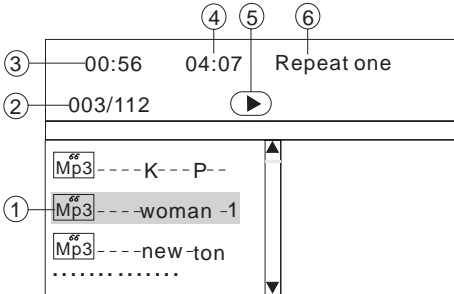 ④ ⑤ ⑥
③ 00:56 04:07 Repeat one
② 003/112
Mp3 ----K---P--
① Mp3 ----woman -1
Mp3 ----new-ton
..............